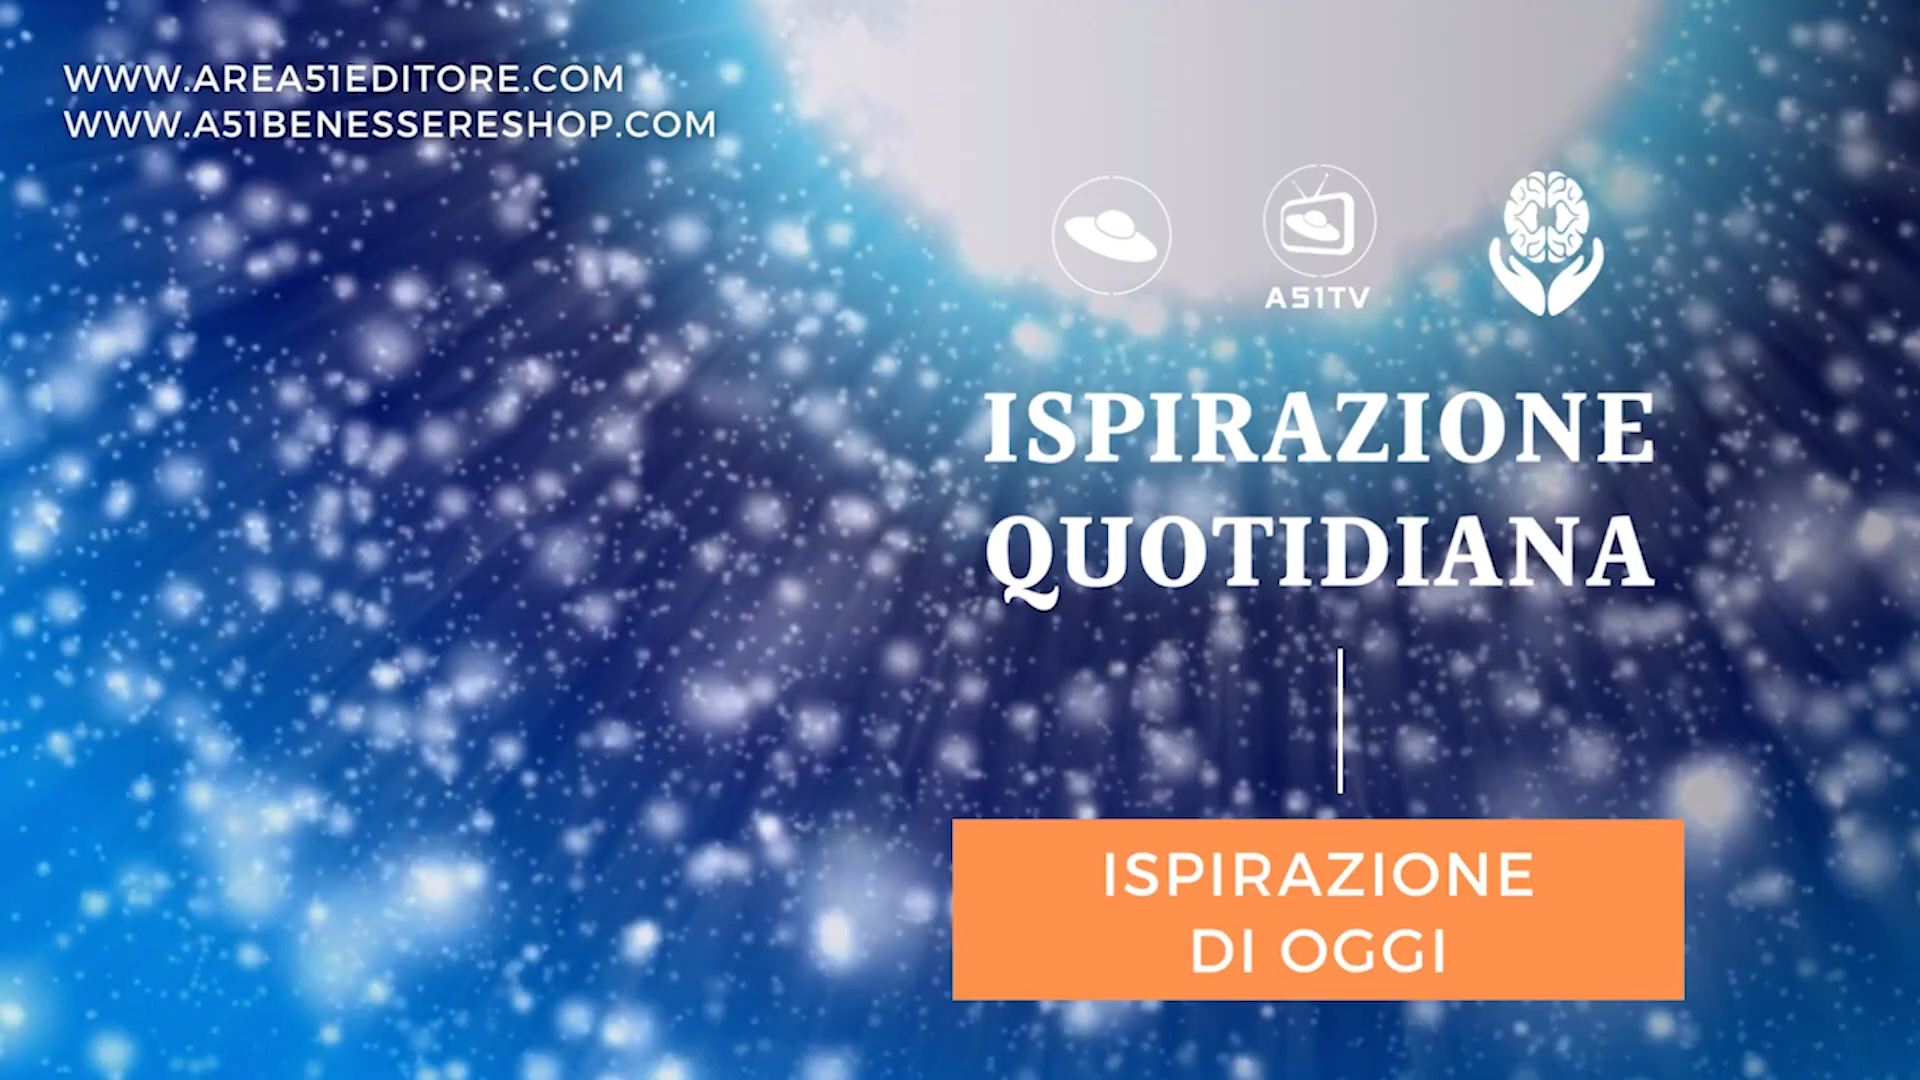 WWW.AREA51EDITORE.COM
WWW.A51BENESSERESHOP.COM
A51TV
ISPIRAZIONE
QUOTIDIANA
ISPIRAZIONE
DI OGGI